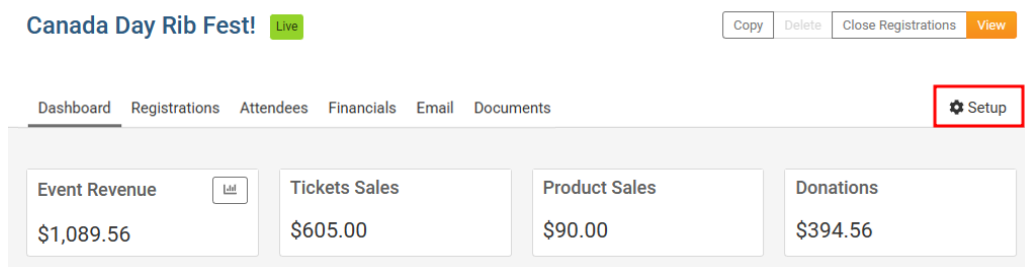 Canada Day Rib Fest! Live
Copy Delete Close Registrations View
Dashboard Registrations Attendees Financials Email Documents Setup
Event Revenue
$1,089.56
Tickets Sales
$605.00
Product Sales
$90.00
Donations
$394.56